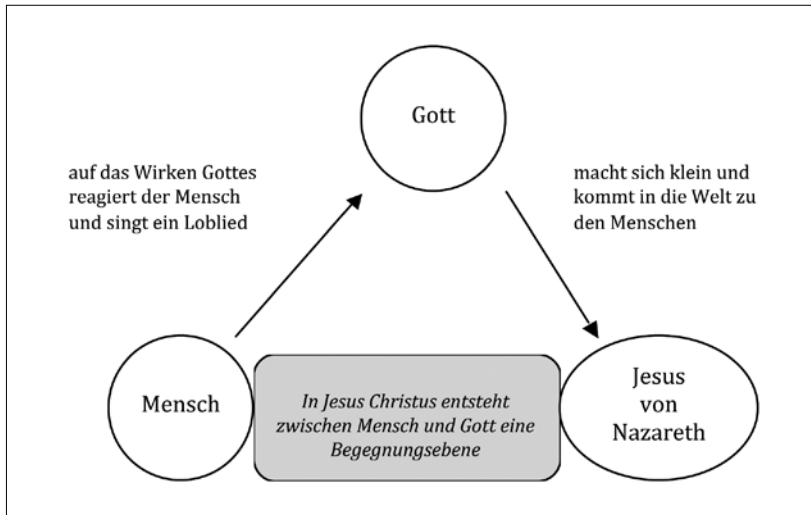 Gott
auf das Wirken Gottes
reagiert der Mensch
und singt ein Loblied
macht sich klein und
kommt in die Welt zu
den Menschen
Mensch
In Jesus Christus entsteht
zwischen Mensch und Gott eine
Begegnungsebene
Jesus
von
Nazareth